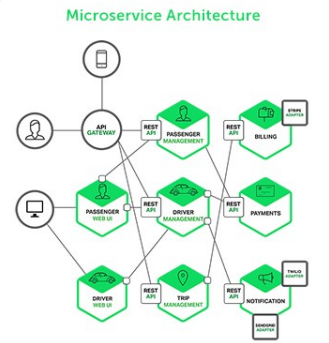 Microservice Architecture
API
GATEWAY
REST
API
PASSENGER
MANAGEMENT
REST
API
BILLING
STRIPE
ADAPTER
PASSENGER
WEB UI
REST
API
DRIVER
MANAGEMENT
REST
API
PAYMENTS
DRIVER
WEB UI
REST
API
TRIP
MANAGEMENT
REST
API
NOTIFICATION
TWILIO
ADAPTER
SENDGRID
ADAPTER